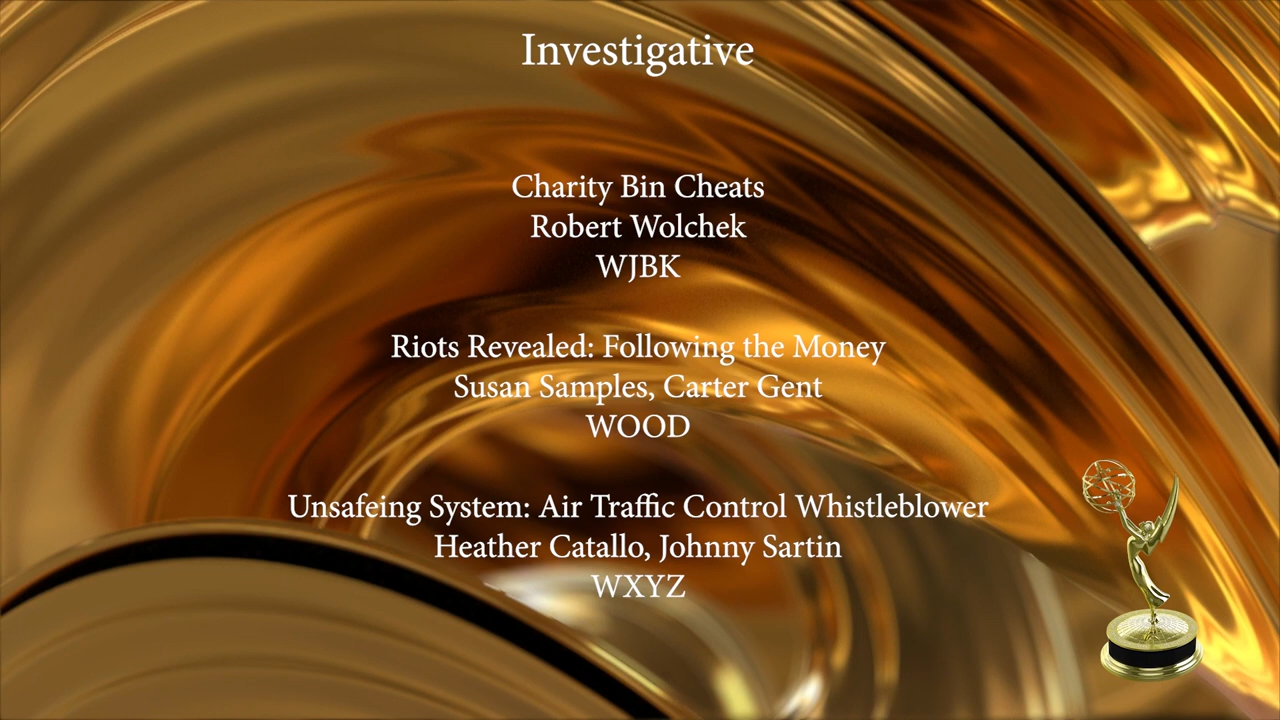 Investigative
Charity Bin Cheats
Robert Wolchek
WJBK
Riots Revealed: Following the Money
Susan Samples, Carter Gent
WOOD
Unsafeing System: Air Traffic Control Whistleblower
Heather Catallo, Johnny Sartin
WXYZ